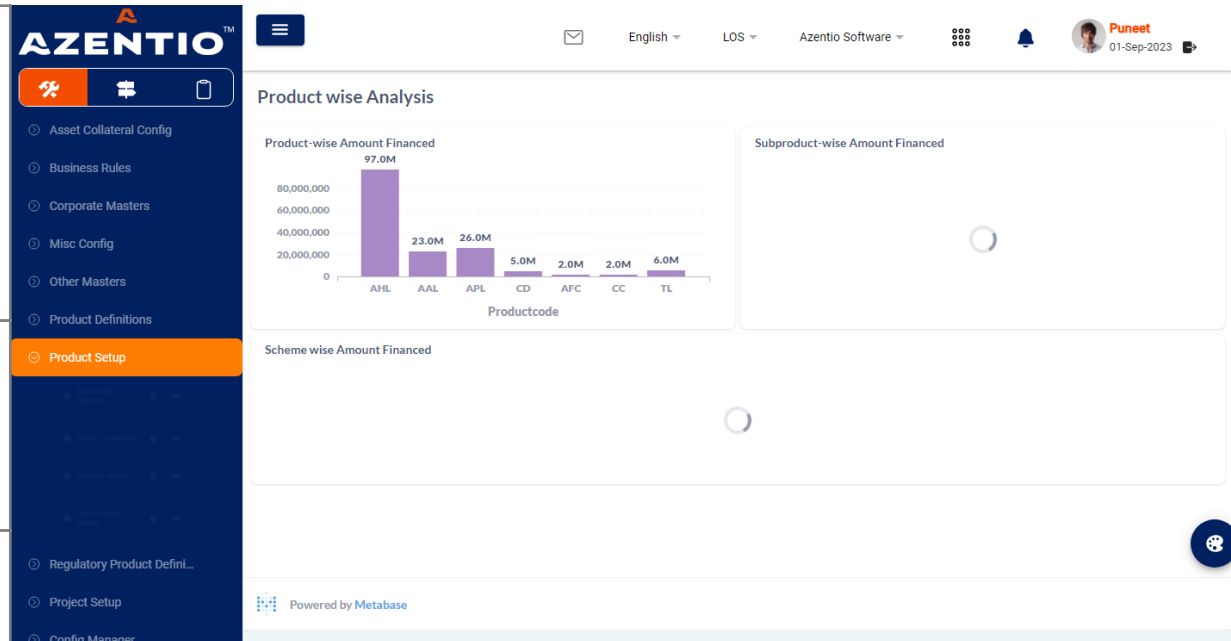 AZENTIO™
English
LOS
Azentio Software
Puneet
01-Sep-2023
Asset Collateral Config
Business Rules
Corporate Masters
Misc Config
Other Masters
Product Definitions
Product Setup
Regulatory Product Defini...
Project Setup
Config Manager
Product wise Analysis
Product-wise Amount Financed
97.0M
80,000,000
60,000,000
40,000,000
20,000,000
0
23.0M
26.0M
5.0M
2.0M
2.0M
6.0M
AHL
AAL
APL
CD
AFC
CC
TL
Productcode
Subproduct-wise Amount Financed
Scheme wise Amount Financed
Powered by Metabase